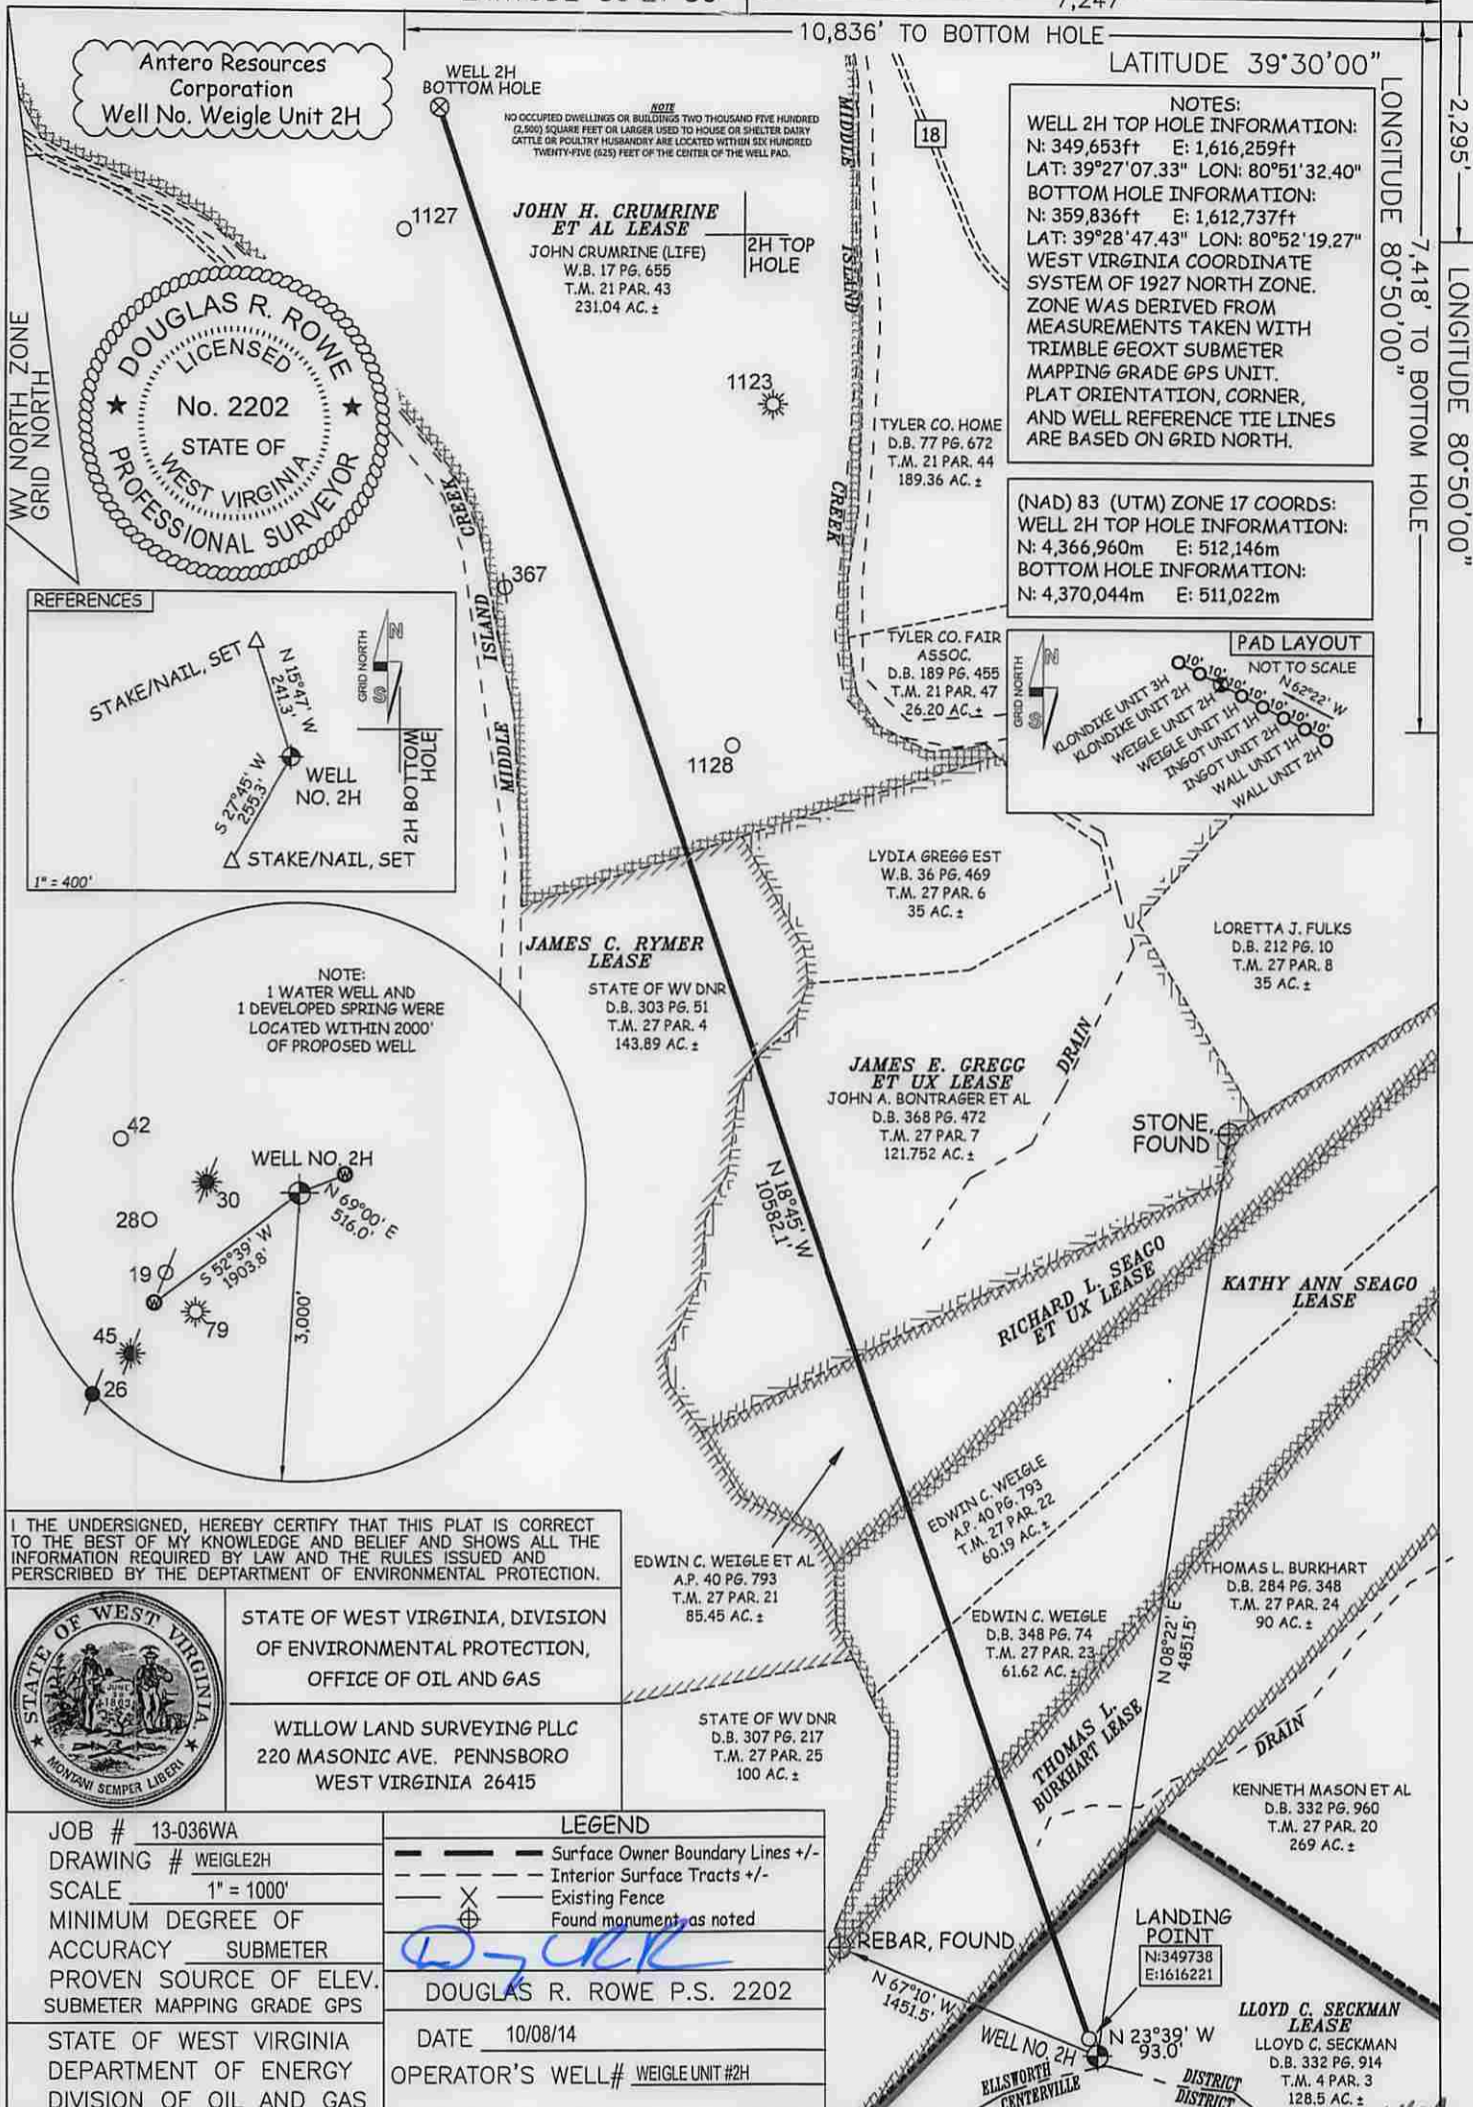 7,247'
10,836' TO BOTTOM HOLE
LATITUDE 39°30'00"
2,295'
LONGITUDE 80°50'00"
7,418' TO BOTTOM HOLE
LONGITUDE 80°50'00"
Antero Resources
Corporation
Well No. Weigle Unit 2H
WELL 2H
BOTTOM HOLE
NOTE
NO OCCUPIED DWELLINGS OR BUILDINGS TWO THOUSAND FIVE HUNDRED
(2,500) SQUARE FEET OR LARGER USED TO HOUSE OR SHELTER DAIRY
CATTLE OR POULTRY HUSBANDRY ARE LOCATED WITHIN SIX HUNDRED
TWENTY-FIVE (625) FEET OF THE CENTER OF THE WELL PAD.
18
NOTES:
WELL 2H TOP HOLE INFORMATION:
N: 349,653ft E: 1,616,259ft
LAT: 39°27'07.33" LON: 80°51'32.40"
BOTTOM HOLE INFORMATION:
N: 359,836ft E: 1,612,737ft
LAT: 39°28'47.43" LON: 80°52'19.27"
WEST VIRGINIA COORDINATE
SYSTEM OF 1927 NORTH ZONE.
ZONE WAS DERIVED FROM
MEASUREMENTS TAKEN WITH
TRIMBLE GEOXT SUBMETER
MAPPING GRADE GPS UNIT.
PLAT ORIENTATION, CORNER,
AND WELL REFERENCE TIE LINES
ARE BASED ON GRID NORTH.
(NAD) 83 (UTM) ZONE 17 COORDS:
WELL 2H TOP HOLE INFORMATION:
N: 4,366,960m E: 512,146m
BOTTOM HOLE INFORMATION:
N: 4,370,044m E: 511,022m
1127
JOHN H. CRUMRINE
ET AL LEASE
JOHN CRUMRINE (LIFE)
W.B. 17 PG. 655
T.M. 21 PAR. 43
231.04 AC. ±
2H TOP
HOLE
MIDDLE
ISLAND
CREEK
1123
TYLER CO. HOME
D.B. 77 PG. 672
T.M. 21 PAR. 44
189.36 AC. ±
WV NORTH ZONE
GRID NORTH
DOUGLAS R. ROWE
LICENSED
No. 2202
STATE OF
WEST VIRGINIA
PROFESSIONAL SURVEYOR
CREEK
ISLAND
MIDDLE
367
REFERENCES
STAKE/NAIL, SET
N 15°47' W
241.3'
GRID NORTH
N
S
WELL
NO. 2H
S 27°45' W
255.3'
STAKE/NAIL, SET
2H BOTTOM
HOLE
1" = 400'
TYLER CO. FAIR
ASSOC.
D.B. 189 PG. 455
T.M. 21 PAR. 47
26.20 AC. ±
PAD LAYOUT
NOT TO SCALE
N 62°22' W
GRID NORTH
N
S
10' 10' 10' 10' 10' 10' 10'
KLONDIKE UNIT 3H
KLONDIKE UNIT 2H
WEIGLE UNIT 2H
WEIGLE UNIT 1H
INGOT UNIT 1H
INGOT UNIT 2H
WALL UNIT 1H
WALL UNIT 2H
1128
LYDIA GREGG EST
W.B. 36 PG. 469
T.M. 27 PAR. 6
35 AC. ±
LORETTA J. FULKS
D.B. 212 PG. 10
T.M. 27 PAR. 8
35 AC. ±
JAMES C. RYMER
LEASE
STATE OF WV DNR
D.B. 303 PG. 51
T.M. 27 PAR. 4
143.89 AC. ±
NOTE:
1 WATER WELL AND
1 DEVELOPED SPRING WERE
LOCATED WITHIN 2000'
OF PROPOSED WELL
42
WELL NO. 2H
W
30
N 69°00' E
516.0'
28
S 52°39' W
1903.8'
19
W
79
3,000'
45
26
JAMES E. GREGG
ET UX LEASE
JOHN A. BONTRAGER ET AL
D.B. 368 PG. 472
T.M. 27 PAR. 7
121.752 AC. ±
DRAIN
STONE,
FOUND
N 18°45' W
10582.1'
RICHARD L. SEAGO
ET UX LEASE
KATHY ANN SEAGO
LEASE
EDWIN C. WEIGLE
A.P. 40 PG. 793
T.M. 27 PAR. 22
60.19 AC. ±
EDWIN C. WEIGLE ET AL
A.P. 40 PG. 793
T.M. 27 PAR. 21
85.45 AC. ±
THOMAS L. BURKHART
D.B. 284 PG. 348
T.M. 27 PAR. 24
90 AC. ±
EDWIN C. WEIGLE
D.B. 348 PG. 74
T.M. 27 PAR. 23
61.62 AC. ±
N 08°22' E
4851.5'
STATE OF WV DNR
D.B. 307 PG. 217
T.M. 27 PAR. 25
100 AC. ±
THOMAS L.
BURKHART LEASE
DRAIN
KENNETH MASON ET AL
D.B. 332 PG. 960
T.M. 27 PAR. 20
269 AC. ±
I THE UNDERSIGNED, HEREBY CERTIFY THAT THIS PLAT IS CORRECT
TO THE BEST OF MY KNOWLEDGE AND BELIEF AND SHOWS ALL THE
INFORMATION REQUIRED BY LAW AND THE RULES ISSUED AND
PERSCRIBED BY THE DEPTARTMENT OF ENVIRONMENTAL PROTECTION.
STATE OF WEST VIRGINIA
JUNE
1863
MONTANI SEMPER LIBERI
STATE OF WEST VIRGINIA, DIVISION
OF ENVIRONMENTAL PROTECTION,
OFFICE OF OIL AND GAS
WILLOW LAND SURVEYING PLLC
220 MASONIC AVE. PENNSBORO
WEST VIRGINIA 26415
JOB # 13-036WA
DRAWING # WEIGLE2H
SCALE 1" = 1000'
MINIMUM DEGREE OF
ACCURACY SUBMETER
PROVEN SOURCE OF ELEV.
SUBMETER MAPPING GRADE GPS
STATE OF WEST VIRGINIA
DEPARTMENT OF ENERGY
DIVISION OF OIL AND GAS
LEGEND
Surface Owner Boundary Lines +/-
Interior Surface Tracts +/-
Existing Fence
Found monument, as noted
DOUGLAS R. ROWE P.S. 2202
DATE 10/08/14
OPERATOR'S WELL# WEIGLE UNIT #2H
REBAR, FOUND
N 67°10' W
1451.5'
LANDING
POINT
N:349738
E:1616221
WELL NO. 2H
N 23°39' W
93.0'
LLOYD C. SECKMAN
LEASE
LLOYD C. SECKMAN
D.B. 332 PG. 914
T.M. 4 PAR. 3
128.5 AC. ±
ELLSWORTH
CENTERVILLE
DISTRICT
DISTRICT